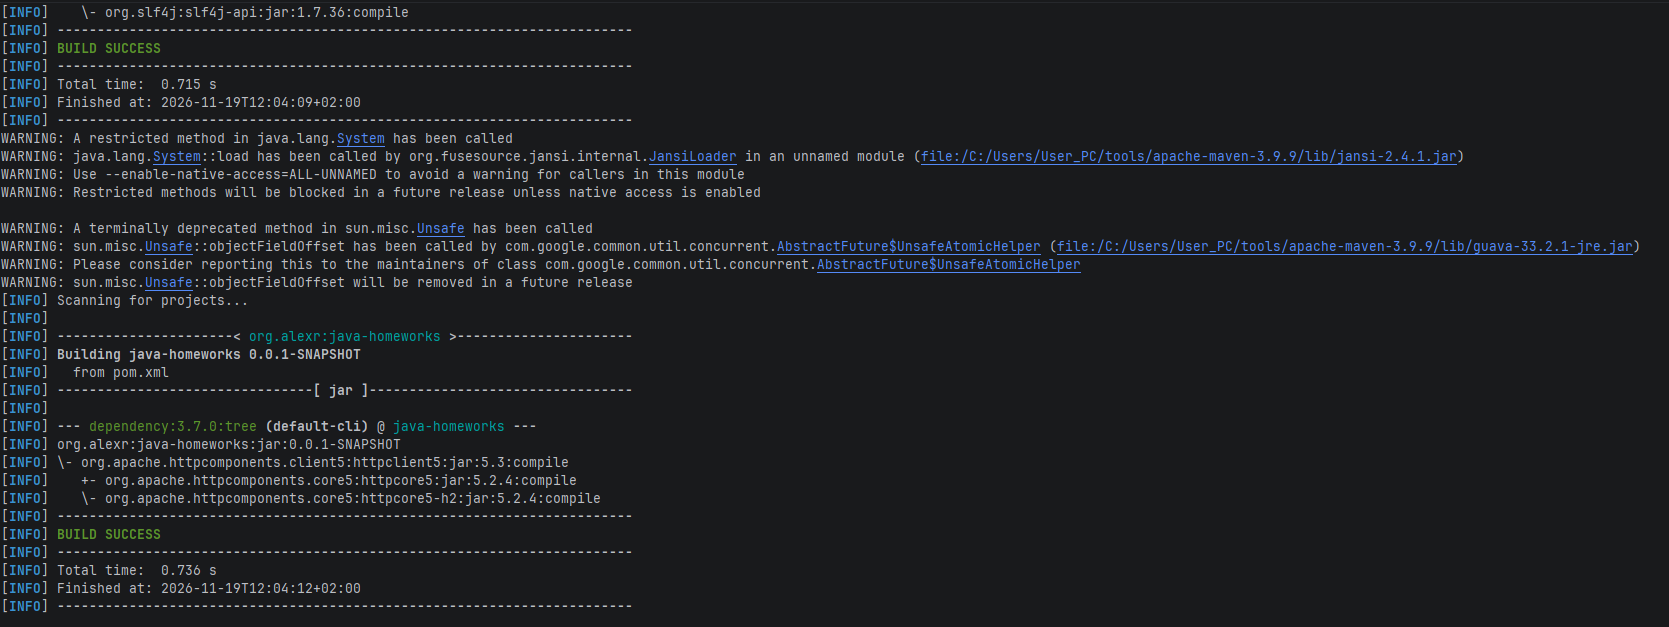 [INFO]    \- org.slf4j:slf4j-api:jar:1.7.36:compile
[INFO] ------------------------------------------------------------------------
[INFO] BUILD SUCCESS
[INFO] ------------------------------------------------------------------------
[INFO] Total time:  0.715 s
[INFO] Finished at: 2026-11-19T12:04:09+02:00
[INFO] ------------------------------------------------------------------------
WARNING: A restricted method in java.lang.System has been called
WARNING: java.lang.System::load has been called by org.fusesource.jansi.internal.JansiLoader in an unnamed module (file:/C:/Users/User_PC/tools/apache-maven-3.9.9/lib/jansi-2.4.1.jar)
WARNING: Use --enable-native-access=ALL-UNNAMED to avoid a warning for callers in this module
WARNING: Restricted methods will be blocked in a future release unless native access is enabled

WARNING: A terminally deprecated method in sun.misc.Unsafe has been called
WARNING: sun.misc.Unsafe::objectFieldOffset has been called by com.google.common.util.concurrent.AbstractFuture$UnsafeAtomicHelper (file:/C:/Users/User_PC/tools/apache-maven-3.9.9/lib/guava-33.2.1-jre.jar)
WARNING: Please consider reporting this to the maintainers of class com.google.common.util.concurrent.AbstractFuture$UnsafeAtomicHelper
WARNING: sun.misc.Unsafe::objectFieldOffset will be removed in a future release
[INFO] Scanning for projects...
[INFO]
[INFO] ----------------------< org.alexr:java-homeworks >----------------------
[INFO] Building java-homeworks 0.0.1-SNAPSHOT
[INFO]   from pom.xml
[INFO] --------------------------------[ jar ]---------------------------------
[INFO]
[INFO] --- dependency:3.7.0:tree (default-cli) @ java-homeworks ---
[INFO] org.alexr:java-homeworks:jar:0.0.1-SNAPSHOT
[INFO] \- org.apache.httpcomponents.client5:httpclient5:jar:5.3:compile
[INFO]    +- org.apache.httpcomponents.core5:httpcore5:jar:5.2.4:compile
[INFO]    \- org.apache.httpcomponents.core5:httpcore5-h2:jar:5.2.4:compile
[INFO] ------------------------------------------------------------------------
[INFO] BUILD SUCCESS
[INFO] ------------------------------------------------------------------------
[INFO] Total time:  0.736 s
[INFO] Finished at: 2026-11-19T12:04:12+02:00
[INFO] ------------------------------------------------------------------------